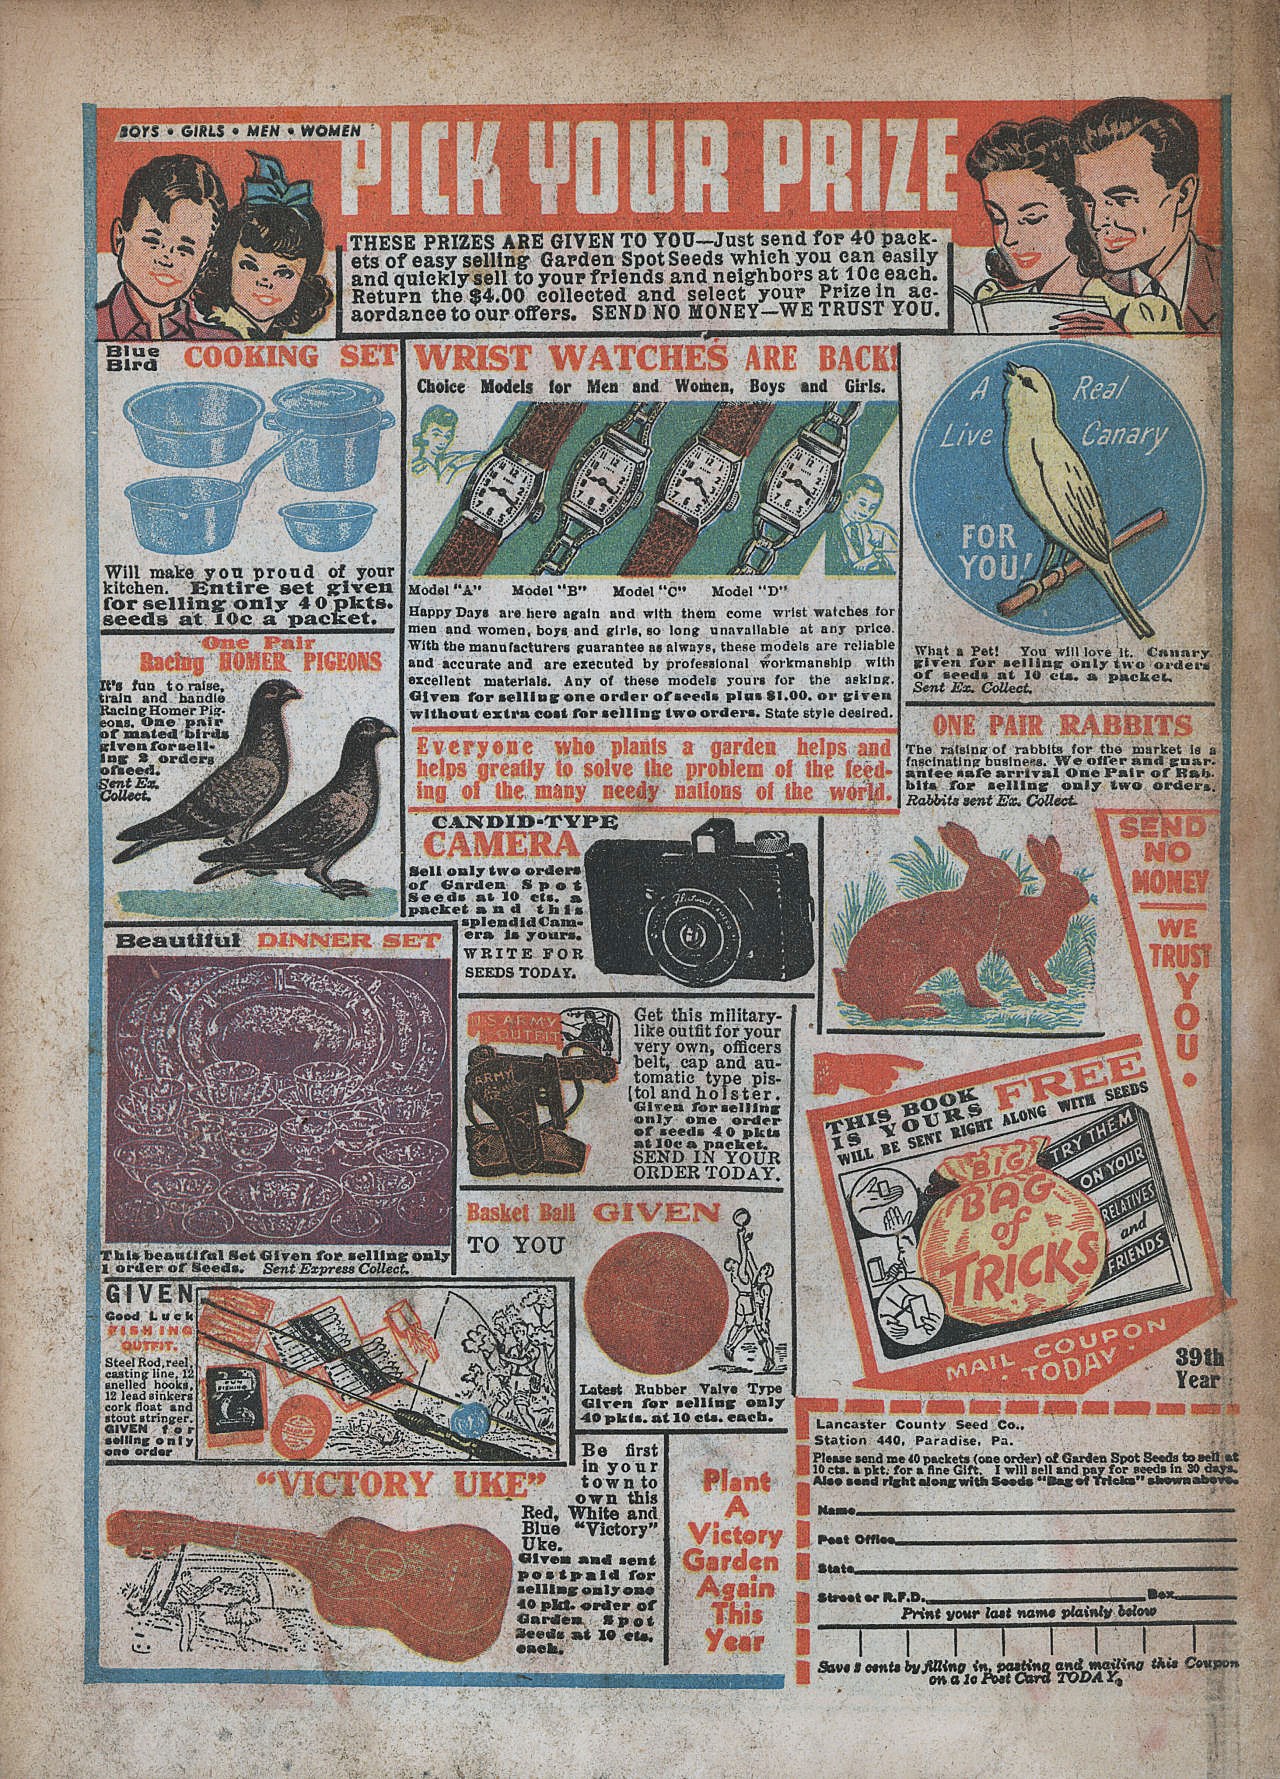 BOYS • GIRLS • MEN • WOMEN
PICK YOUR PRIZE
THESE PRIZES ARE GIVEN TO YOU—Just send for 40 pack-
ets of easy selling Garden Spot Seeds which you can easily
and quickly sell to your friends and neighbors at 10c each.
Return the $4.00 collected and select your Prize in ac-
aordance to our offers. SEND NO MONEY—WE TRUST YOU.
Blue
Bird
COOKING SET
Will make you proud of your
kitchen. Entire set given
for selling only 40 pkts.
seeds at 10c a packet.
WRIST WATCHES ARE BACK!
Choice Models for Men and Women, Boys and Girls.
Model "A" Model "B" Model "C" Model "D"
Happy Days are here again and with them come wrist watches for
men and women, boys and girls, so long unavailable at any price.
With the manufacturers guarantee as always, these models are reliable
and accurate and are executed by professional workmanship with
excellent materials. Any of these models yours for the asking.
Given for selling one order of seeds plus $1.00, or given
without extra cost for selling two orders. State style desired.
A Real
Live Canary
FOR
YOU!
What a Pet! You will love it. Canary
given for selling only two orders
of seeds at 10 cts. a packet.
Sent Ex. Collect.
One Pair
Racing HOMER PIGEONS
It's fun to raise,
train and handle
Racing Homer Pig-
eons. One pair
of mated birds
given for sell-
ing 2 orders
of seed.
Sent Ex.
Collect.
Everyone who plants a garden helps and
helps greatly to solve the problem of the feed-
ing of the many needy nations of the world.
ONE PAIR RABBITS
The raising of rabbits for the market is a
fascinating business. We offer and guar-
antee safe arrival One Pair of Rab-
bits for selling only two orders.
Rabbits sent Ex. Collect.
CANDID-TYPE
CAMERA
Sell only two orders
of Garden Spot
Seeds at 10 cts. a
packet and this
splendid Cam-
era is yours.
WRITE FOR
SEEDS TODAY.
SEND
NO
MONEY
WE
TRUST
YOU.
Beautiful DINNER SET
This beautiful Set Given for selling only
1 order of Seeds. Sent Express Collect.
U.S. ARMY
OUTFIT
ARMY
Get this military-
like outfit for your
very own, officers
belt, cap and au-
tomatic type pis-
tol and holster.
Given for selling
only one order
of seeds 40 pkts
at 10c a packet.
SEND IN YOUR
ORDER TODAY.
THIS BOOK
IS YOURS FREE
WILL BE SENT RIGHT ALONG WITH SEEDS
BIG
BAG
of
TRICKS
TRY THEM
ON YOUR
RELATIVES
and
FRIENDS
MAIL COUPON
• TODAY •
39th
Year
Basket Ball GIVEN
TO YOU
Latest Rubber Valve Type
Given for selling only
40 pkts. at 10 cts. each.
GIVEN
Good Luck
FISHING
OUTFIT.
Steel Rod, reel,
casting line, 12
snelled hooks,
12 lead sinkers
cork float and
stout stringer.
GIVEN for
selling only
one order
"VICTORY UKE"
Be first
in your
town to
own this
Red, White and
Blue "Victory"
Uke.
Given and sent
postpaid for
selling only one
40 pkt. order of
Garden Spot
Seeds at 10 cts.
each.
Plant
A
Victory
Garden
Again
This
Year
Lancaster County Seed Co.,
Station 440, Paradise, Pa.
Please send me 40 packets (one order) of Garden Spot Seeds to sell at
10 cts. a pkt. for a fine Gift. I will sell and pay for seeds in 30 days.
Also send right along with Seeds "Bag of Tricks" shown above.
Name
Post Office
State
Street or R.F.D. Box
Print your last name plainly below
Save 2 cents by filling in, pasting and mailing this Coupon
on a 1c Post Card TODAY.